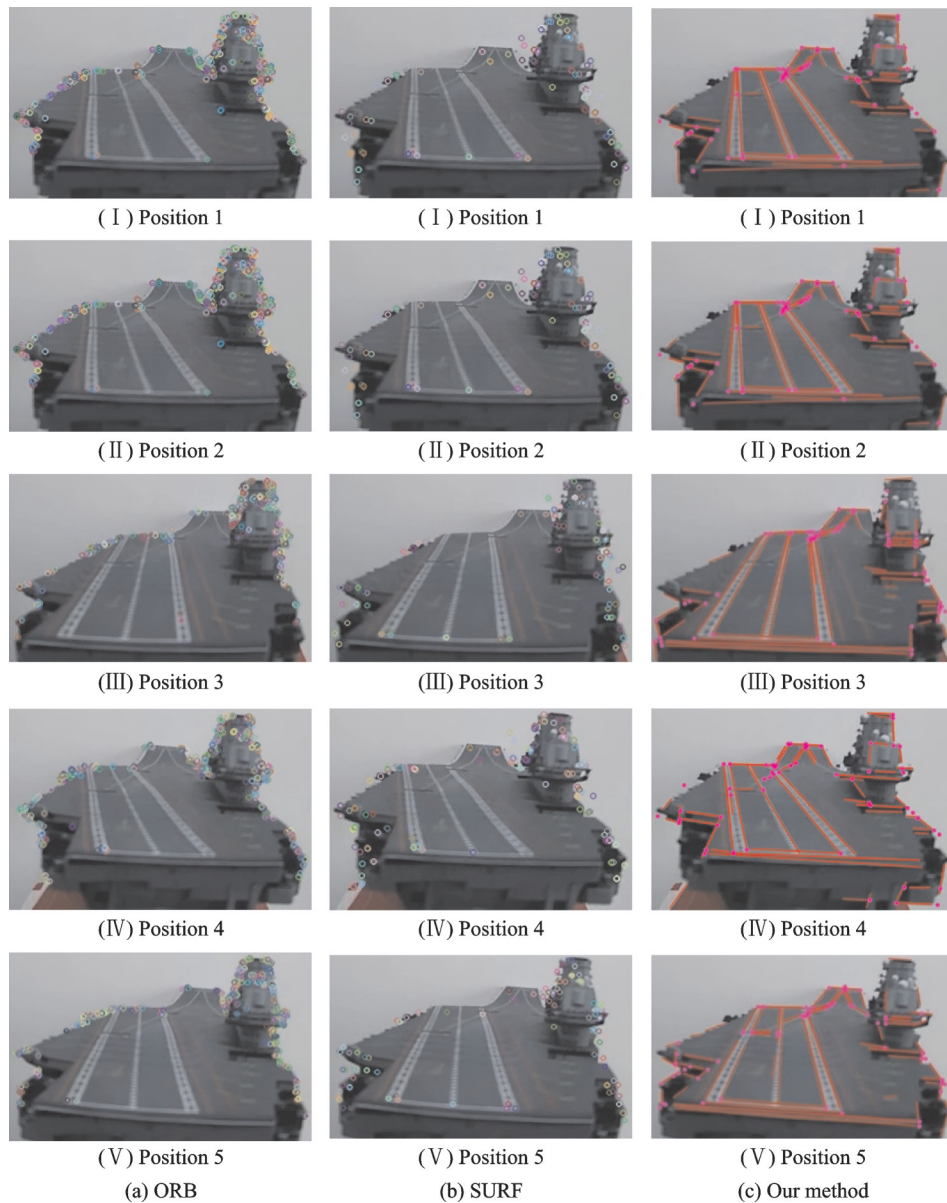 (Ⅰ) Position 1 (Ⅰ) Position 1 (Ⅰ) Position 1
(Ⅱ) Position 2 (Ⅱ) Position 2 (Ⅱ) Position 2
(Ⅲ) Position 3 (Ⅲ) Position 3 (Ⅲ) Position 3
(Ⅳ) Position 4 (Ⅳ) Position 4 (Ⅳ) Position 4
(Ⅴ) Position 5 (Ⅴ) Position 5 (Ⅴ) Position 5
(a) ORB (b) SURF (c) Our method